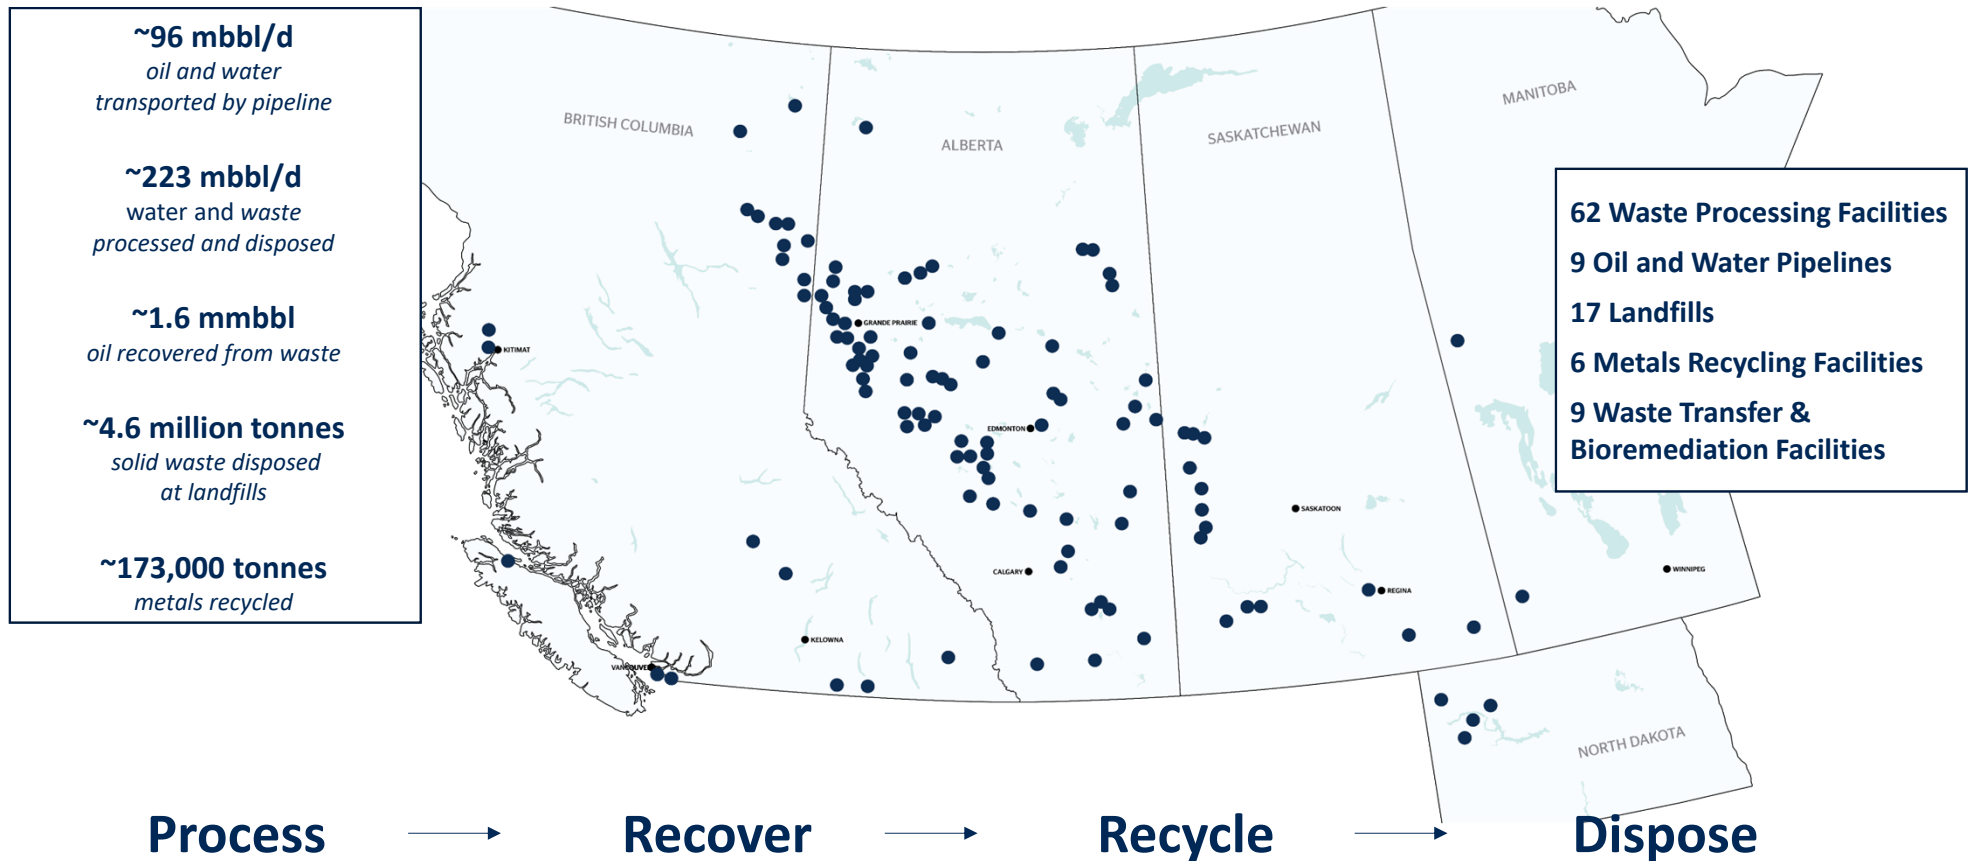 ~96 mbbl/d
oil and water
transported by pipeline
~223 mbbl/d
water and waste
processed and disposed
~1.6 mmbbl
oil recovered from waste
~4.6 million tonnes
solid waste disposed
at landfills
~173,000 tonnes
metals recycled
BRITISH COLUMBIA
ALBERTA
SASKATCHEWAN
MANITOBA
GRANDE PRAIRIE
KITIMAT
EDMONTON
SASKATOON
CALGARY
WINNIPEG
REGINA
KELOWNA
VANCOUVER
NORTH DAKOTA
62 Waste Processing Facilities
9 Oil and Water Pipelines
17 Landfills
6 Metals Recycling Facilities
9 Waste Transfer &
Bioremediation Facilities
Process
Recover
Recycle
Dispose